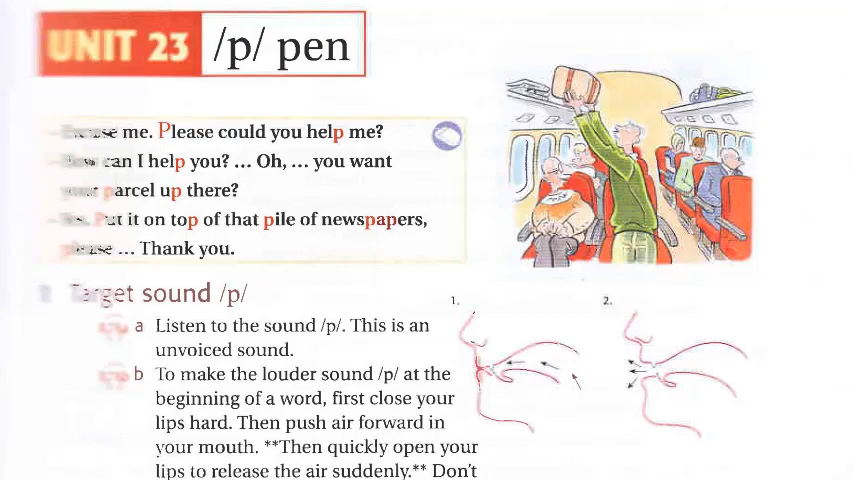 UNIT 23 /p/ pen
me. Please could you help me?
can I help you? ... Oh, ... you want
parcel up there?
Put it on top of that pile of newspapers,
please ... Thank you.
Target sound /p/
1.
2.
a Listen to the sound /p/. This is an
unvoiced sound.
b To make the louder sound /p/ at the
beginning of a word, first close your
lips hard. Then push air forward in
your mouth. **Then quickly open your
lips to release the air suddenly.** Don't